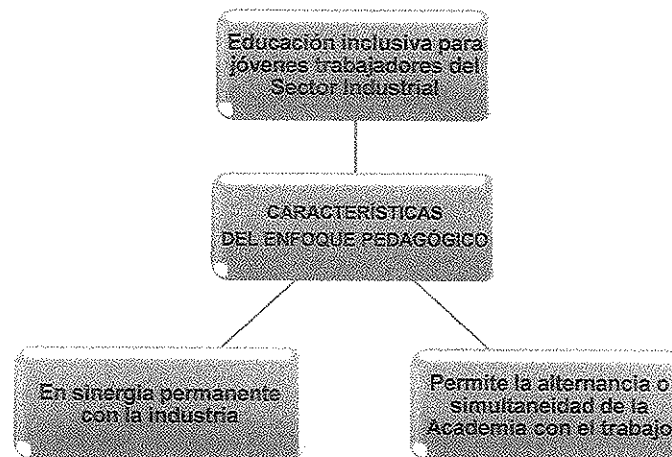 Educación inclusiva para
jóvenes trabajadores del
Sector Industrial
CARACTERÍSTICAS
DEL ENFOQUE PEDAGÓGICO
En sinergia permanente
con la industria
Permite la alternancia o
simultaneidad de la
Academia con el trabajo